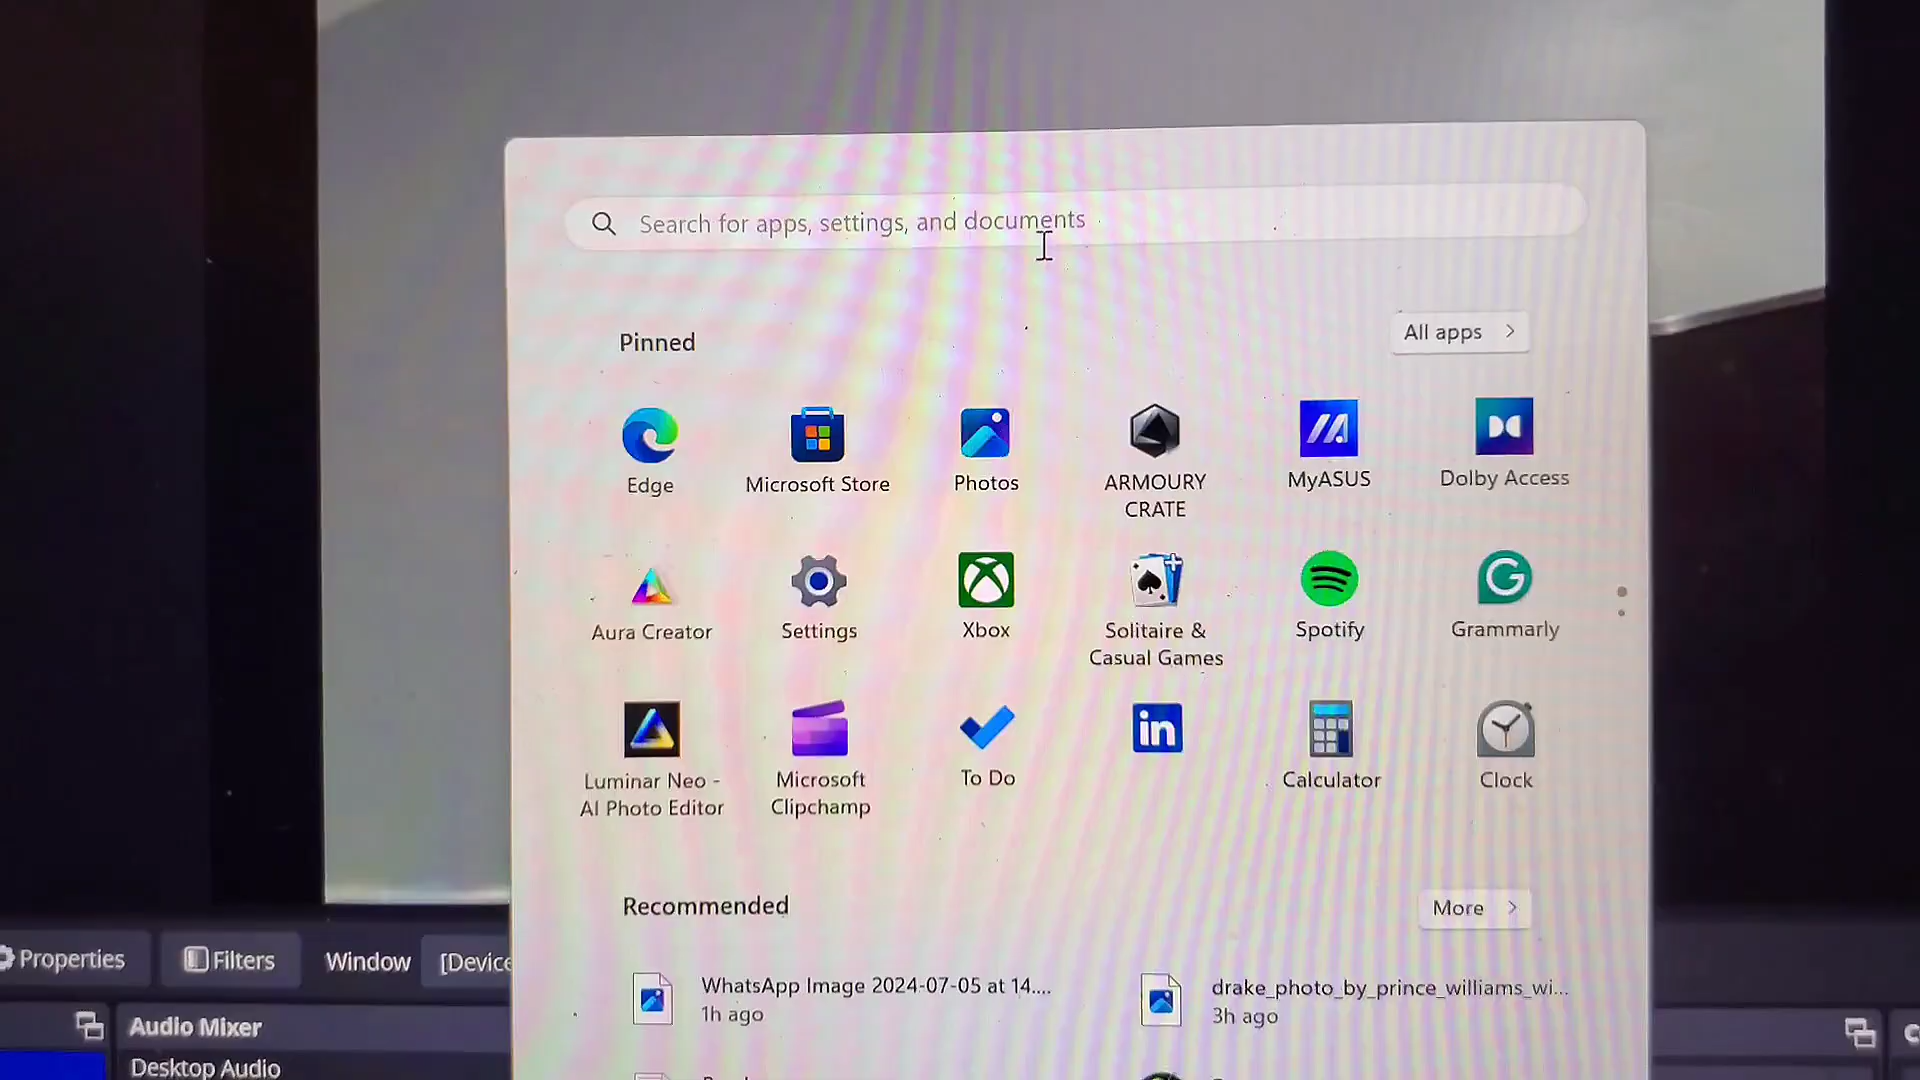 Search for apps, settings, and documents
Pinned
All apps
Edge
Microsoft Store
Photos
ARMOURY
CRATE
MyASUS
Dolby Access
Aura Creator
Settings
Xbox
Solitaire &
Casual Games
Spotify
Grammarly
Luminar Neo -
AI Photo Editor
Microsoft
Clipchamp
To Do
in
Calculator
Clock
Recommended
More
WhatsApp Image 2024-07-05 at 14....
1h ago
drake_photo_by_prince_williams_wi...
3h ago
Properties
Filters
Window
[Device
Audio Mixer
Desktop Audio